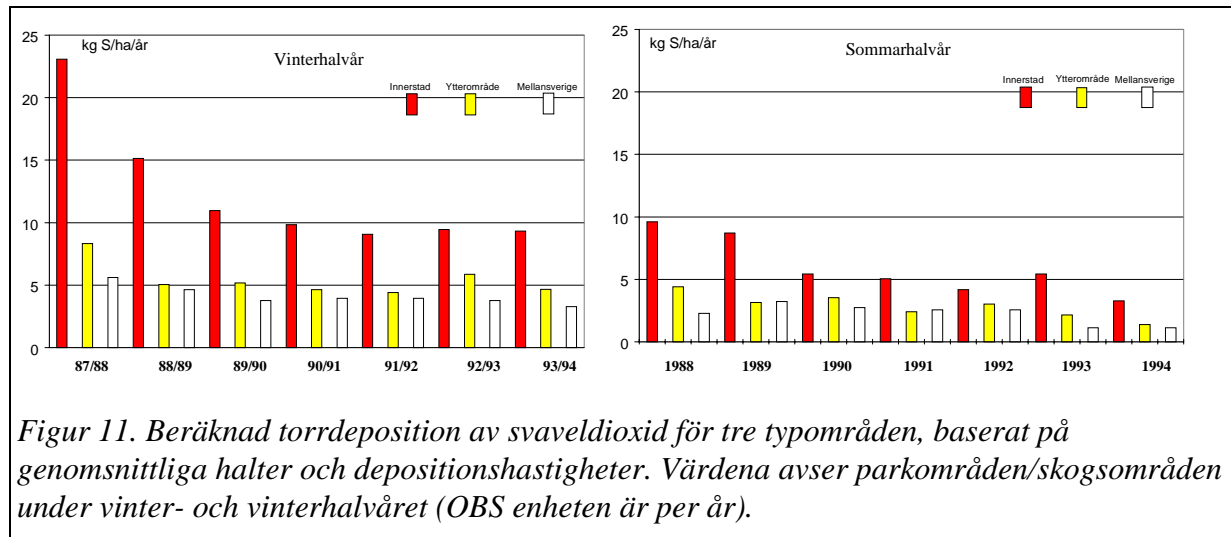 kg S/ha/år
Vinterhalvår
Innerstad Ytterområde Mellansverige
25
20
15
10
5
0
87/88 88/89 89/90 90/91 91/92 92/93 93/94
kg S/ha/år
Sommarhalvår
Innerstad Ytterområde Mellansverige
25
20
15
10
5
0
1988 1989 1990 1991 1992 1993 1994
Figur 11. Beräknad torrdeposition av svaveldioxid för tre typområden, baserat på
genomsnittliga halter och depositionshastigheter. Värdena avser parkområden/skogsområden
under vinter- och vinterhalvåret (OBS enheten är per år).